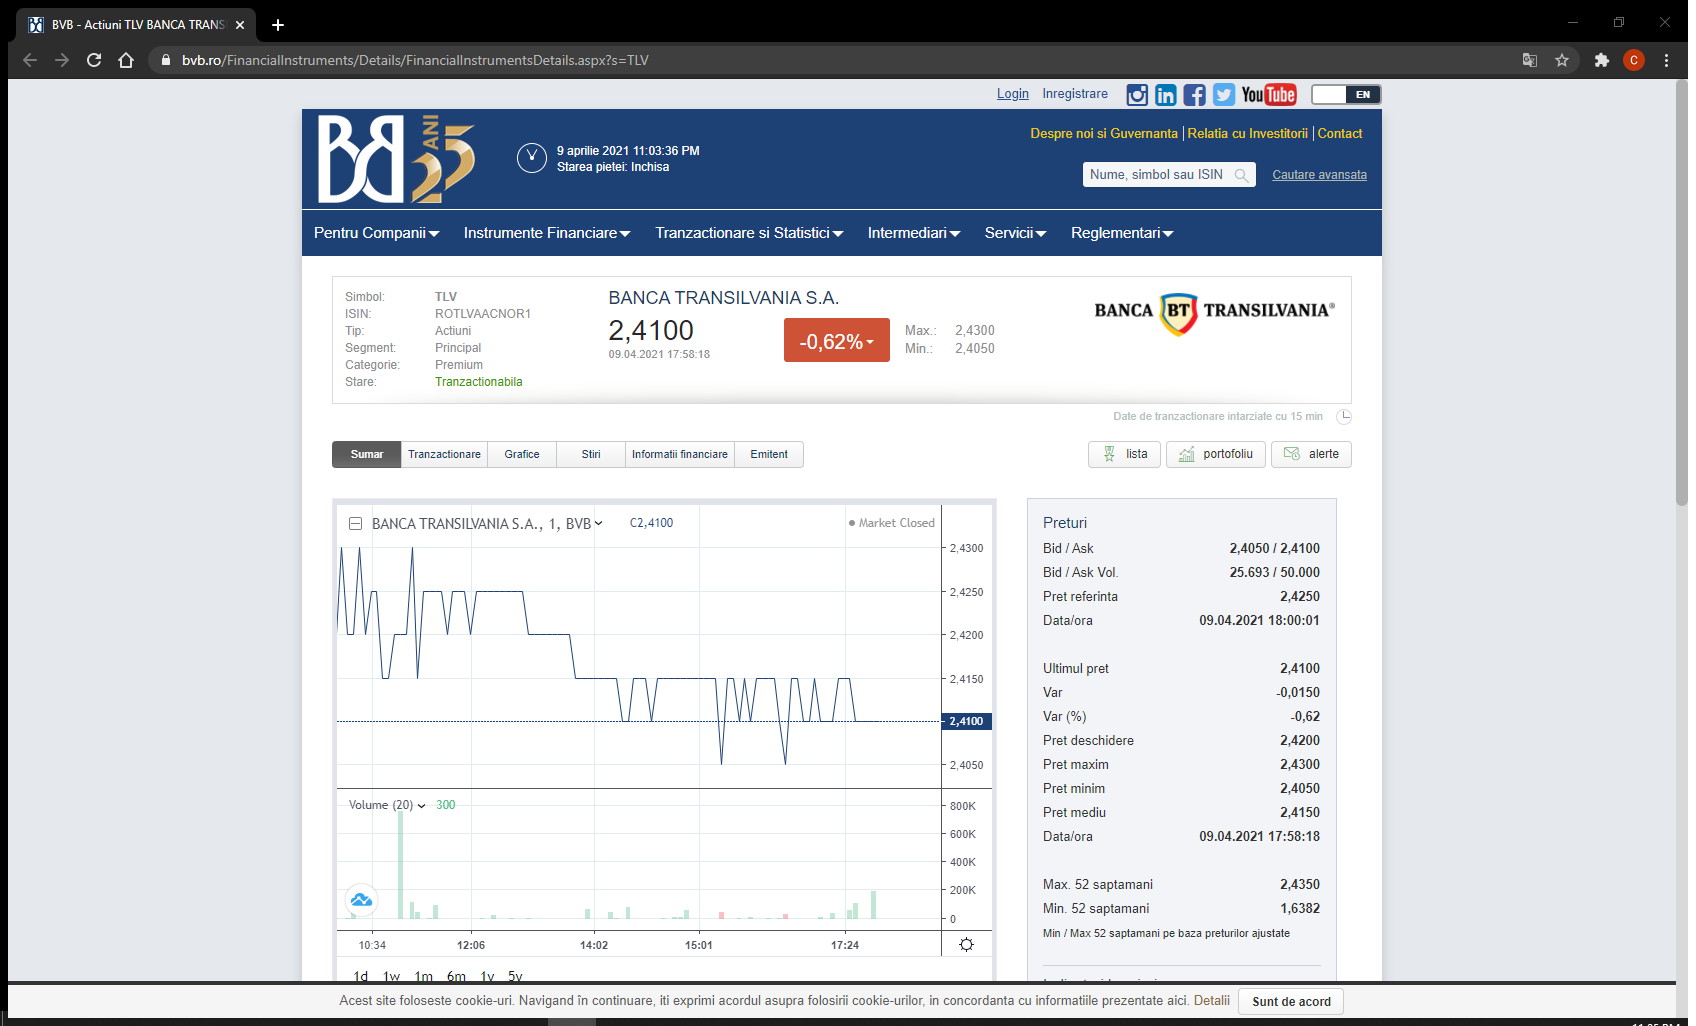 BVB - Actiuni TLV BANCA TRANS
bvb.ro/FinancialInstruments/Details/FinancialInstrumentsDetails.aspx?s=TLV
C
Login Inregistrare
in
f
You Tube
EN
ANI
25
9 aprilie 2021 11:03:36 PM
Starea pietei: Inchisa
Despre noi si Guvernanta | Relatia cu Investitorii | Contact
Nume, simbol sau ISIN
Cautare avansata
Pentru Companii Instrumente Financiare Tranzactionare si Statistici Intermediari Servicii Reglementari
Simbol: TLV
ISIN: ROTLVAACNOR1
Tip: Actiuni
Segment: Principal
Categorie: Premium
Stare: Tranzactionabila
BANCA TRANSILVANIA S.A.
2,4100
09.04.2021 17:58:18
-0,62%
Max.: 2,4300
Min.: 2,4050
BANCA BT TRANSILVANIA®
Date de tranzactionare intarziate cu 15 min
Sumar Tranzactionare Grafice Stiri Informatii financiare Emitent
lista portofoliu alerte
BANCA TRANSILVANIA S.A., 1, BVB C2,4100
Market Closed
2,4300
2,4250
2,4200
2,4150
2,4100
2,4050
Volume (20) 300
800K
600K
400K
200K
0
10:34 12:06 14:02 15:01 17:24
1d 1w 1m 6m 1y 5y
Preturi
Bid / Ask 2,4050 / 2,4100
Bid / Ask Vol. 25.693 / 50.000
Pret referinta 2,4250
Data/ora 09.04.2021 18:00:01
Ultimul pret 2,4100
Var -0,0150
Var (%) -0,62
Pret deschidere 2,4200
Pret maxim 2,4300
Pret minim 2,4050
Pret mediu 2,4150
Data/ora 09.04.2021 17:58:18
Max. 52 saptamani 2,4350
Min. 52 saptamani 1,6382
Min / Max 52 saptamani pe baza preturilor ajustate
Acest site foloseste cookie-uri. Navigand în continuare, iti exprimi acordul asupra folosirii cookie-urilor, in concordanta cu informatiile prezentate aici. Detalii
Sunt de acord